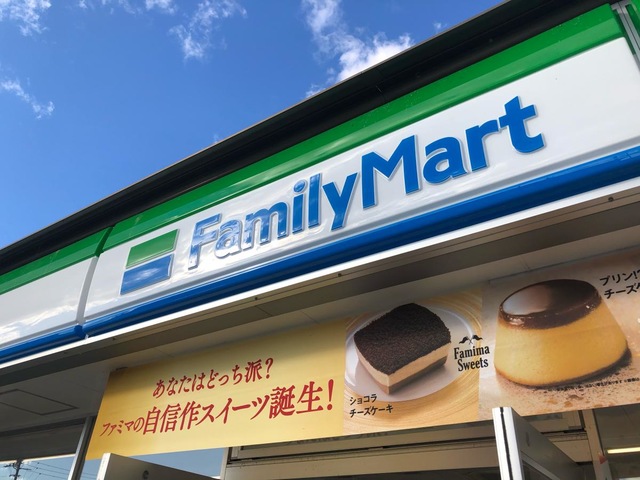 FamilyMart
あなたはどっち派?
ファミマの自信作スイーツ誕生!
ショコラ
チーズケーキ
Famima
Sweets
プリン
チーズケ